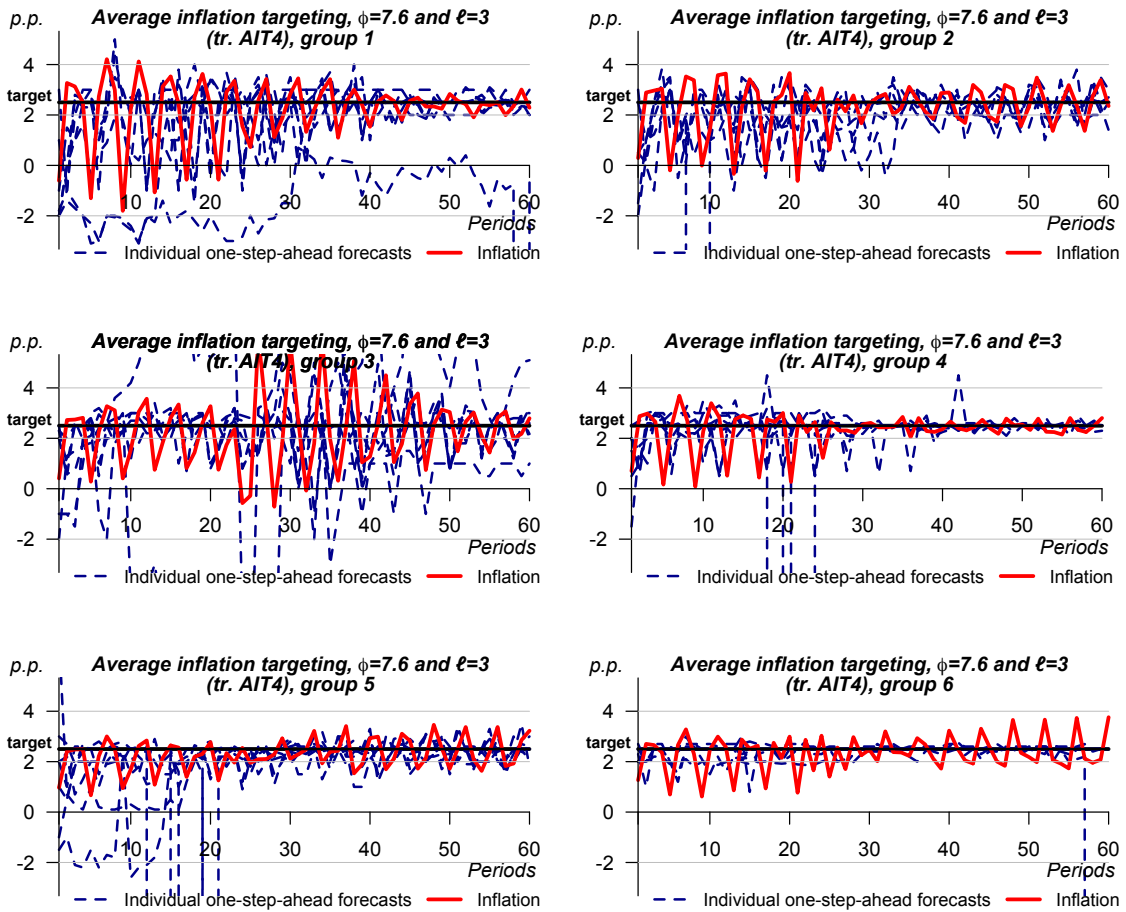 p.p.
Average inflation targeting, ϕ=7.6 and ℓ=3
(tr. AIT4), group 1
4
target
2
0
-2
10 20 30 40 50 60
Periods
Individual one-step-ahead forecasts Inflation
p.p.
Average inflation targeting, ϕ=7.6 and ℓ=3
(tr. AIT4), group 2
4
target
2
0
-2
10 20 30 40 50 60
Periods
Individual one-step-ahead forecasts Inflation
p.p.
Average inflation targeting, ϕ=7.6 and ℓ=3
(tr. AIT4), group 3
4
target
2
0
-2
10 20 30 40 50 60
Periods
Individual one-step-ahead forecasts Inflation
p.p.
Average inflation targeting, ϕ=7.6 and ℓ=3
(tr. AIT4), group 4
4
target
2
0
-2
10 20 30 40 50 60
Periods
Individual one-step-ahead forecasts Inflation
p.p.
Average inflation targeting, ϕ=7.6 and ℓ=3
(tr. AIT4), group 5
4
target
2
0
-2
10 20 30 40 50 60
Periods
Individual one-step-ahead forecasts Inflation
p.p.
Average inflation targeting, ϕ=7.6 and ℓ=3
(tr. AIT4), group 6
4
target
2
0
-2
10 20 30 40 50 60
Periods
Individual one-step-ahead forecasts Inflation